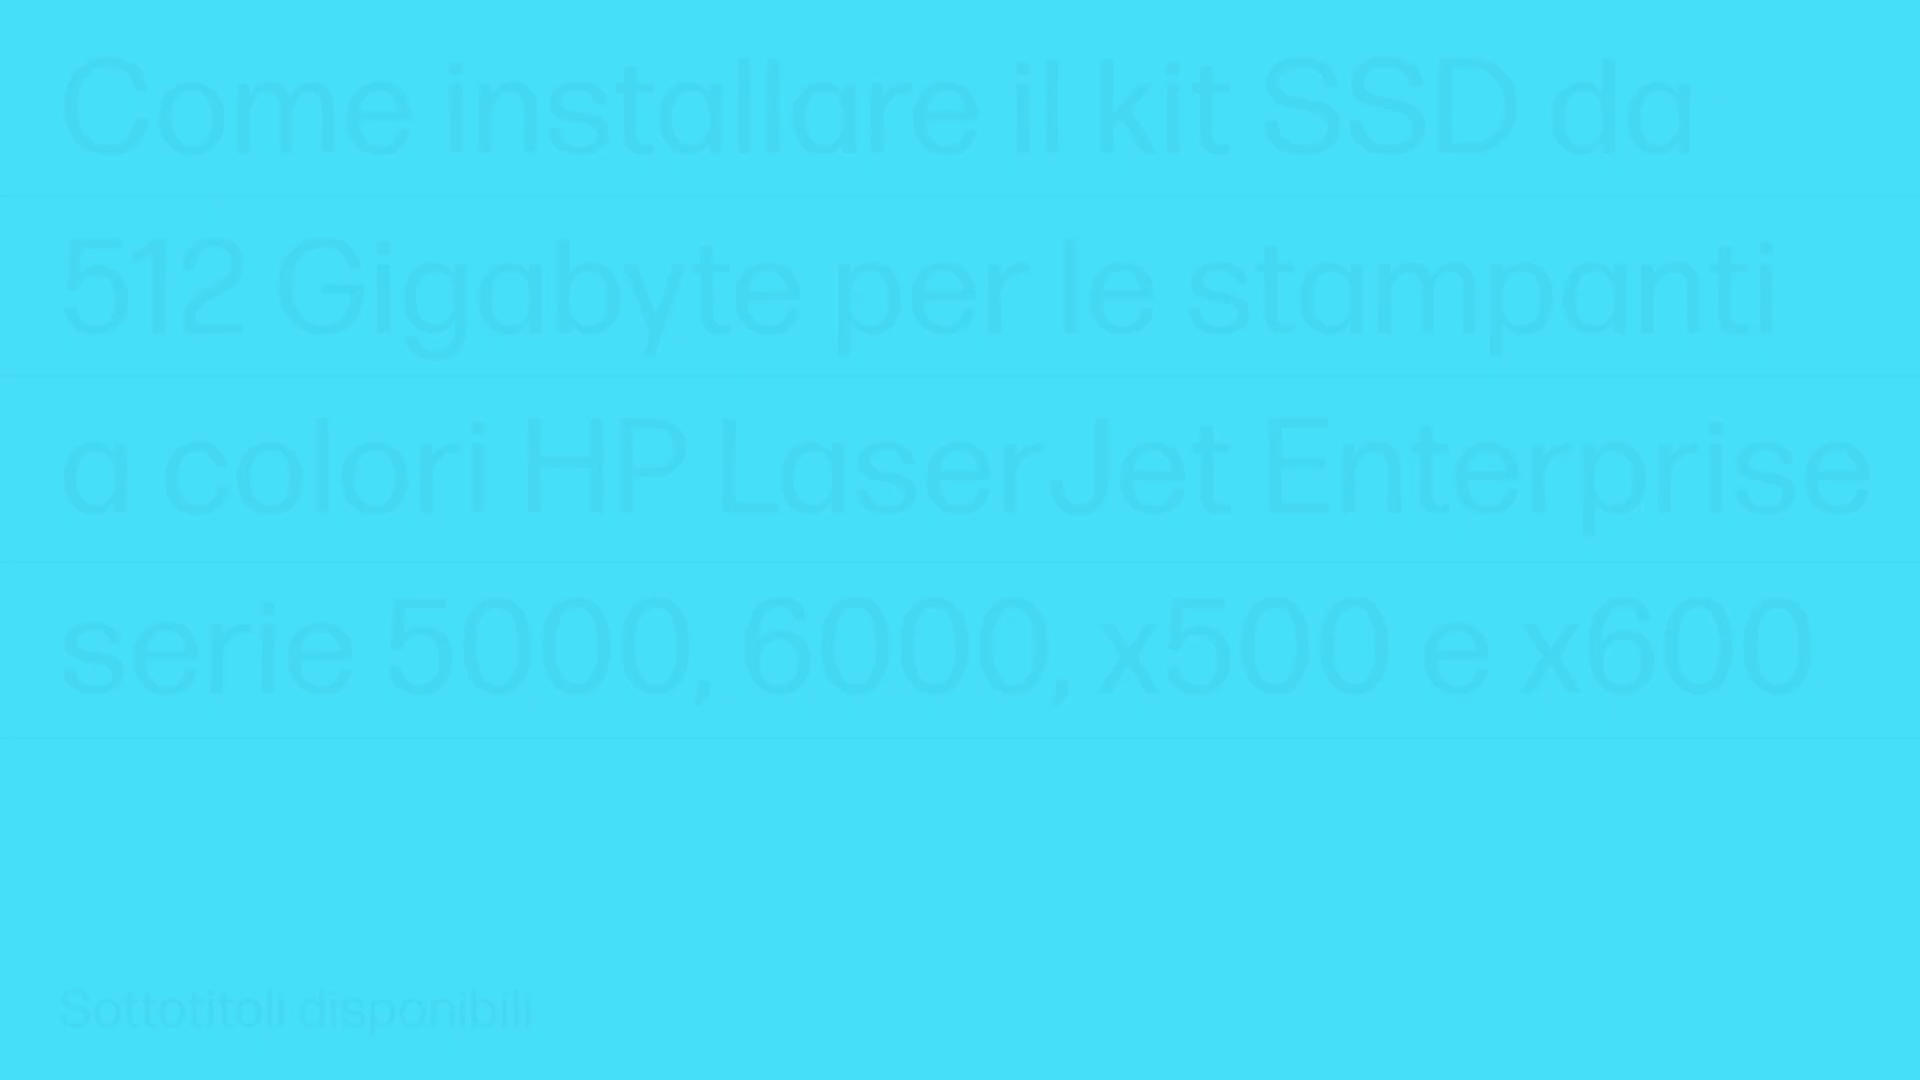 Come installare il kit SSD da
512 Gigabyte per le stampanti
a colori HP LaserJet Enterprise
serie 5000, 6000, x500 e x600
Sottotitoli disponibili